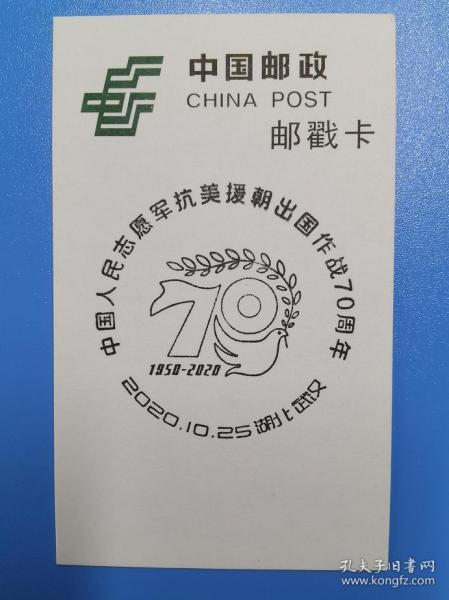 中国邮政
CHINA POST
邮戳卡
中国人民志愿军抗美援朝出国作战70周年
70
1950-2020
2020.10.25 湖北武汉
孔夫子旧书网
www.kongfz.com